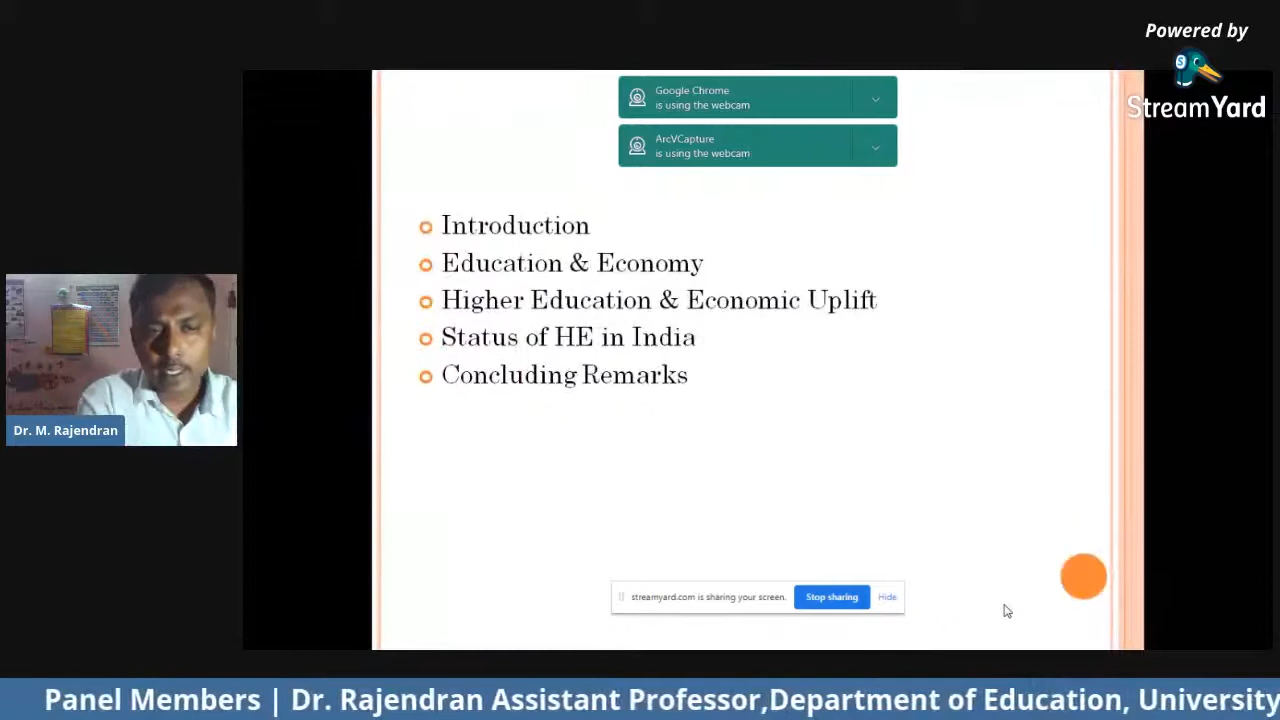 Powered by
StreamYard
Google Chrome
is using the webcam
ArcVCapture
is using the webcam
Introduction
Education & Economy
Higher Education & Economic Uplift
Status of HE in India
Concluding Remarks
Dr. M. Rajendran
streamyard.com is sharing your screen.
Stop sharing
Hide
Panel Members | Dr. Rajendran Assistant Professor,Department of Education, University